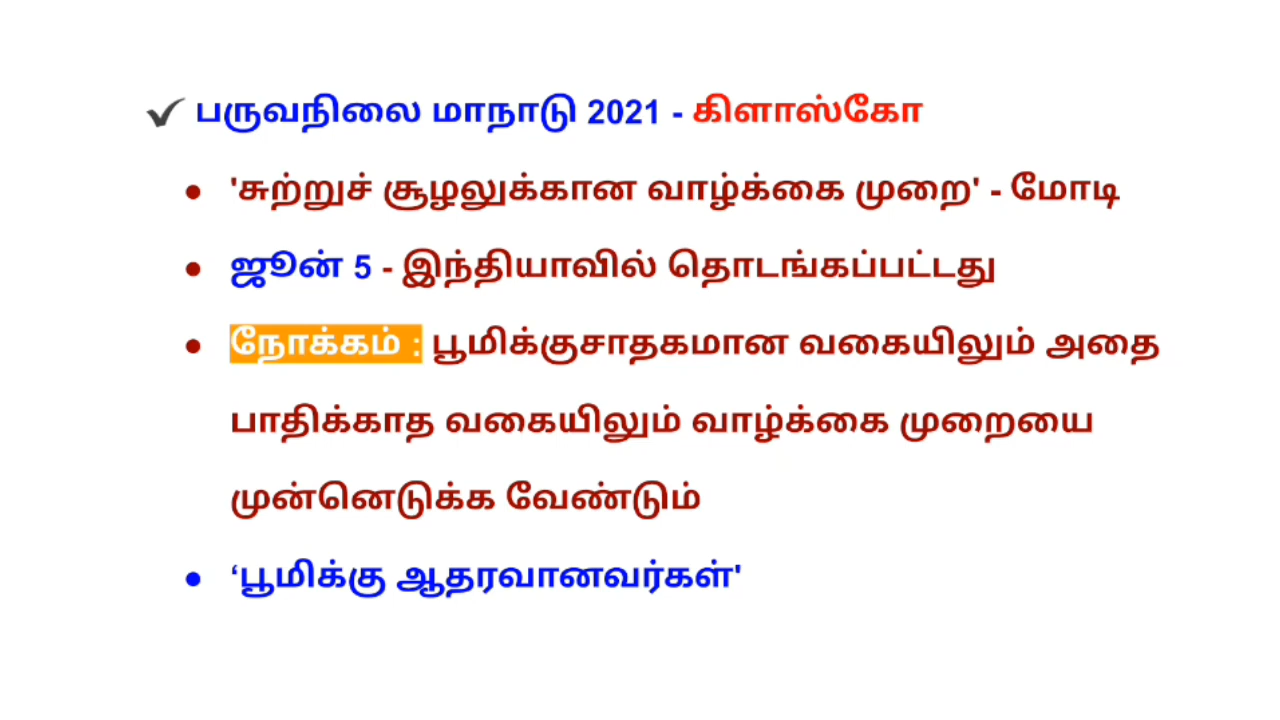 பருவநிலை மாநாடு 2021 - கிளாஸ்கோ
'சுற்றுச் சூழலுக்கான வாழ்க்கை முறை' - மோடி
ஜூன் 5 - இந்தியாவில் தொடங்கப்பட்டது
நோக்கம் : பூமிக்குசாதகமான வகையிலும் அதை
பாதிக்காத வகையிலும் வாழ்க்கை முறையை
முன்னெடுக்க வேண்டும்
‘பூமிக்கு ஆதரவானவர்கள்'